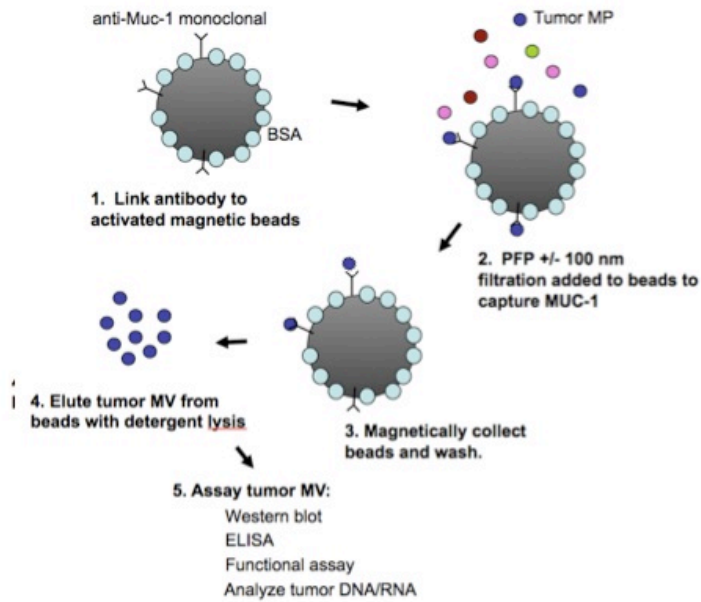 anti-Muc-1 monoclonal
Tumor MP
BSA
1. Link antibody to
activated magnetic beads
2. PFP +/- 100 nm
filtration added to beads to
capture MUC-1
3. Magnetically collect
beads and wash.
4. Elute tumor MV from
beads with detergent lysis
5. Assay tumor MV:
Western blot
ELISA
Functional assay
Analyze tumor DNA/RNA